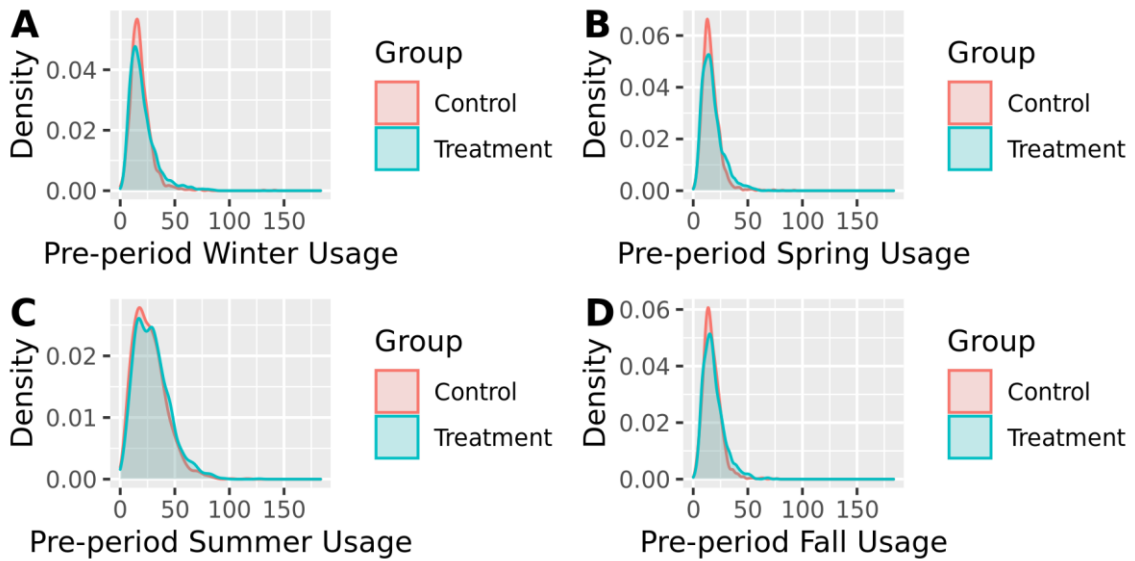 A
Density
0.04
0.02
0.00
0 50 100 150
Pre-period Winter Usage
Group
Control
Treatment
B
Density
0.06
0.04
0.02
0.00
0 50 100 150
Pre-period Spring Usage
Group
Control
Treatment
C
Density
0.02
0.01
0.00
0 50 100 150
Pre-period Summer Usage
Group
Control
Treatment
D
Density
0.06
0.04
0.02
0.00
0 50 100 150
Pre-period Fall Usage
Group
Control
Treatment